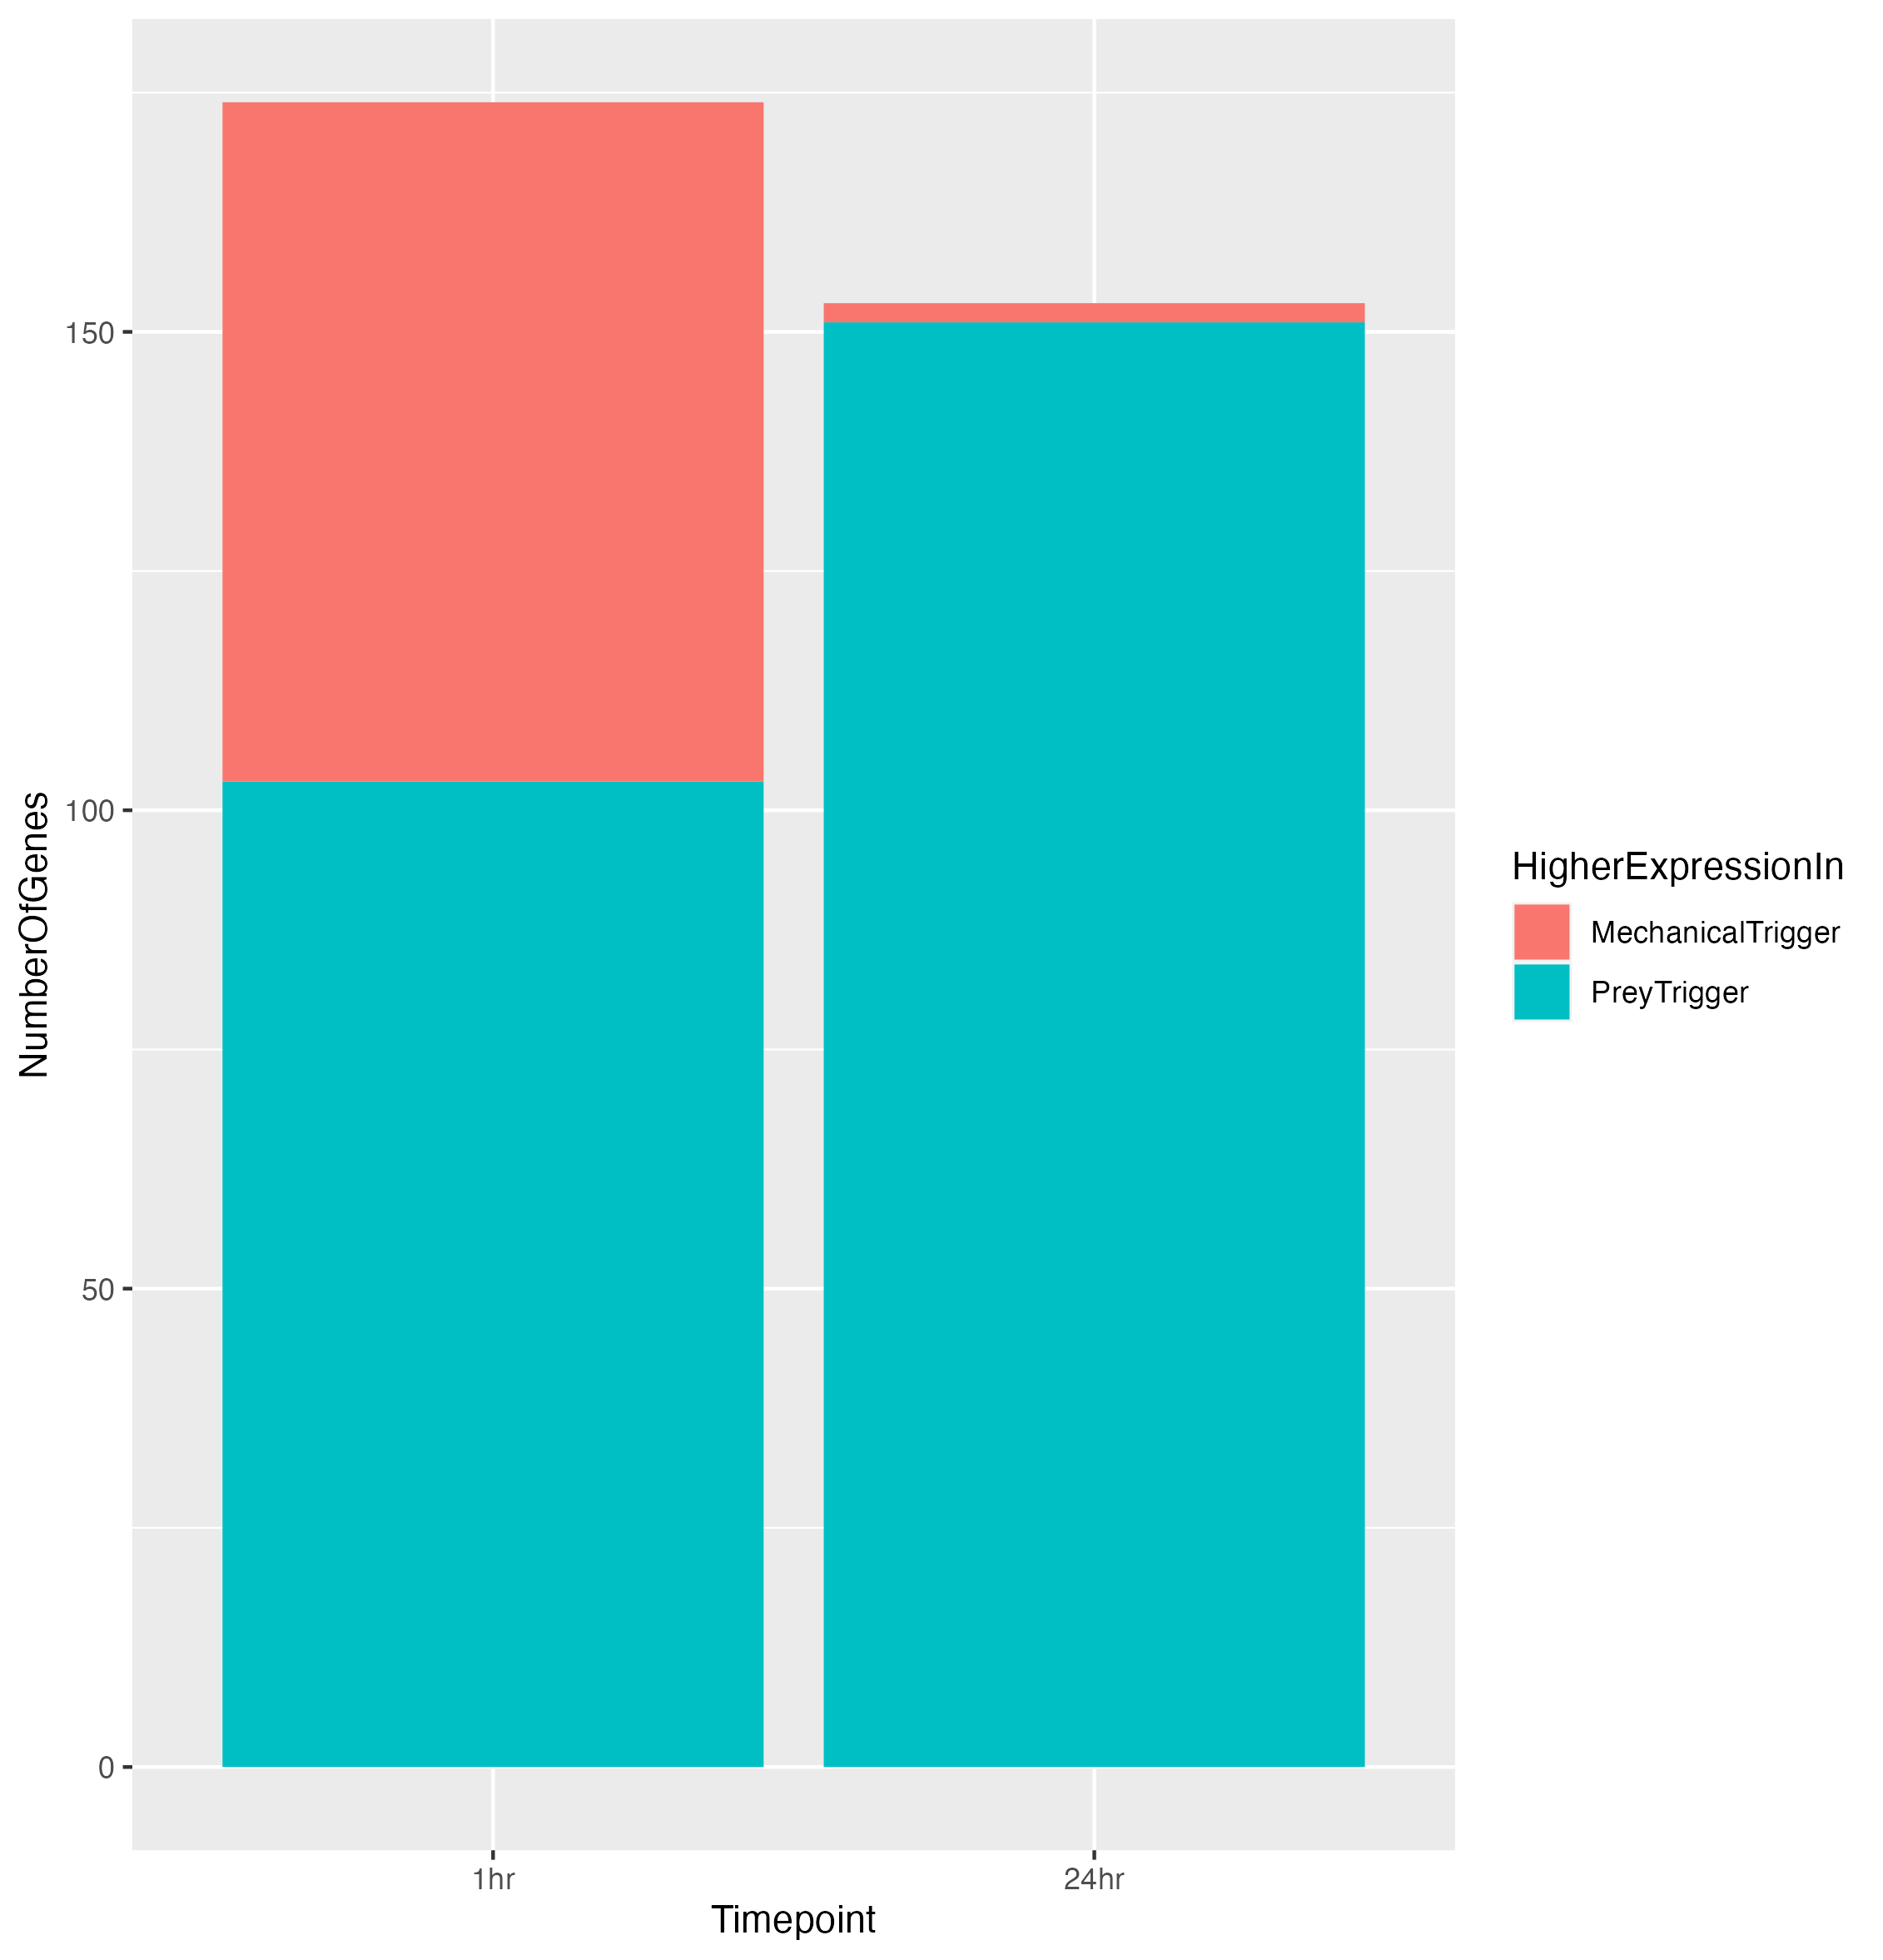 NumberOfGenes
150
100
50
0
1hr
24hr
Timepoint
HigherExpressionIn
MechanicalTrigger
PreyTrigger